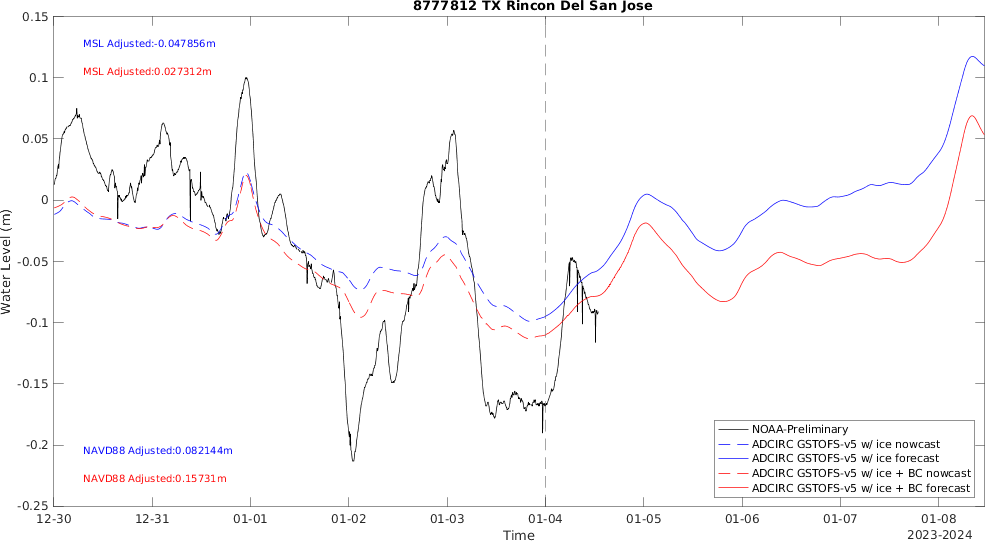 8777812 TX Rincon Del San Jose
0.15
0.1
0.05
0
-0.05
-0.1
-0.15
-0.2
-0.25
Water Level (m)
MSL Adjusted:-0.047856m
MSL Adjusted:0.027312m
NAVD88 Adjusted:0.082144m
NAVD88 Adjusted:0.15731m
NOAA-Preliminary
ADCIRC GSTOFS-v5 w/ ice nowcast
ADCIRC GSTOFS-v5 w/ ice forecast
ADCIRC GSTOFS-v5 w/ ice + BC nowcast
ADCIRC GSTOFS-v5 w/ ice + BC forecast
12-30 12-31 01-01 01-02 01-03 01-04 01-05 01-06 01-07 01-08
Time
2023-2024